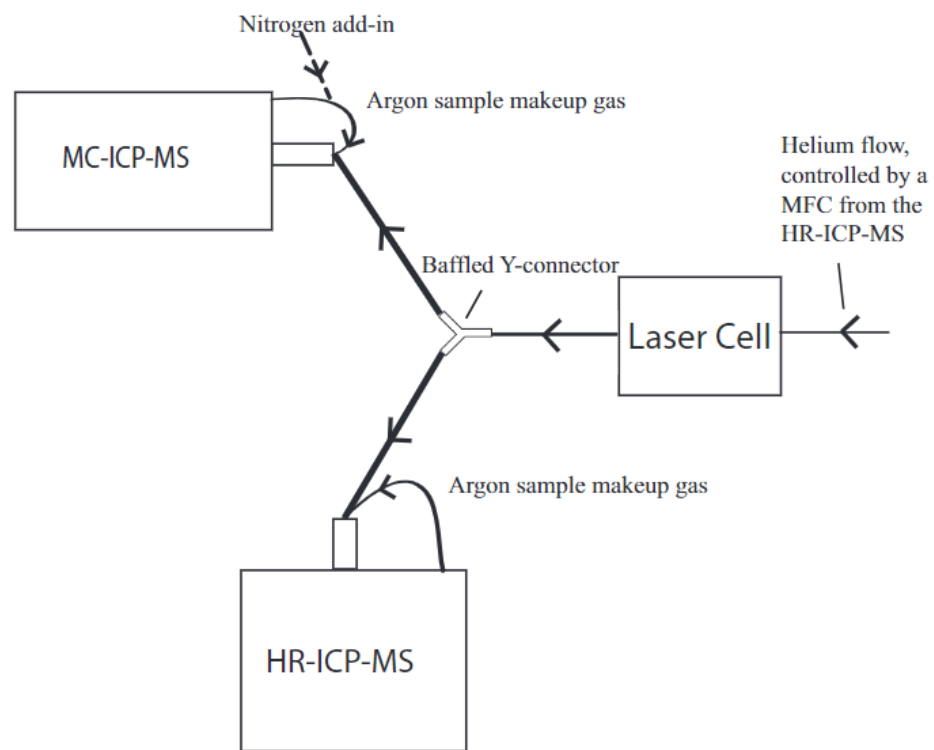 Nitrogen add-in
Argon sample makeup gas
MC-ICP-MS
Helium flow,
controlled by a
MFC from the
HR-ICP-MS
Baffled Y-connector
Laser Cell
Argon sample makeup gas
HR-ICP-MS